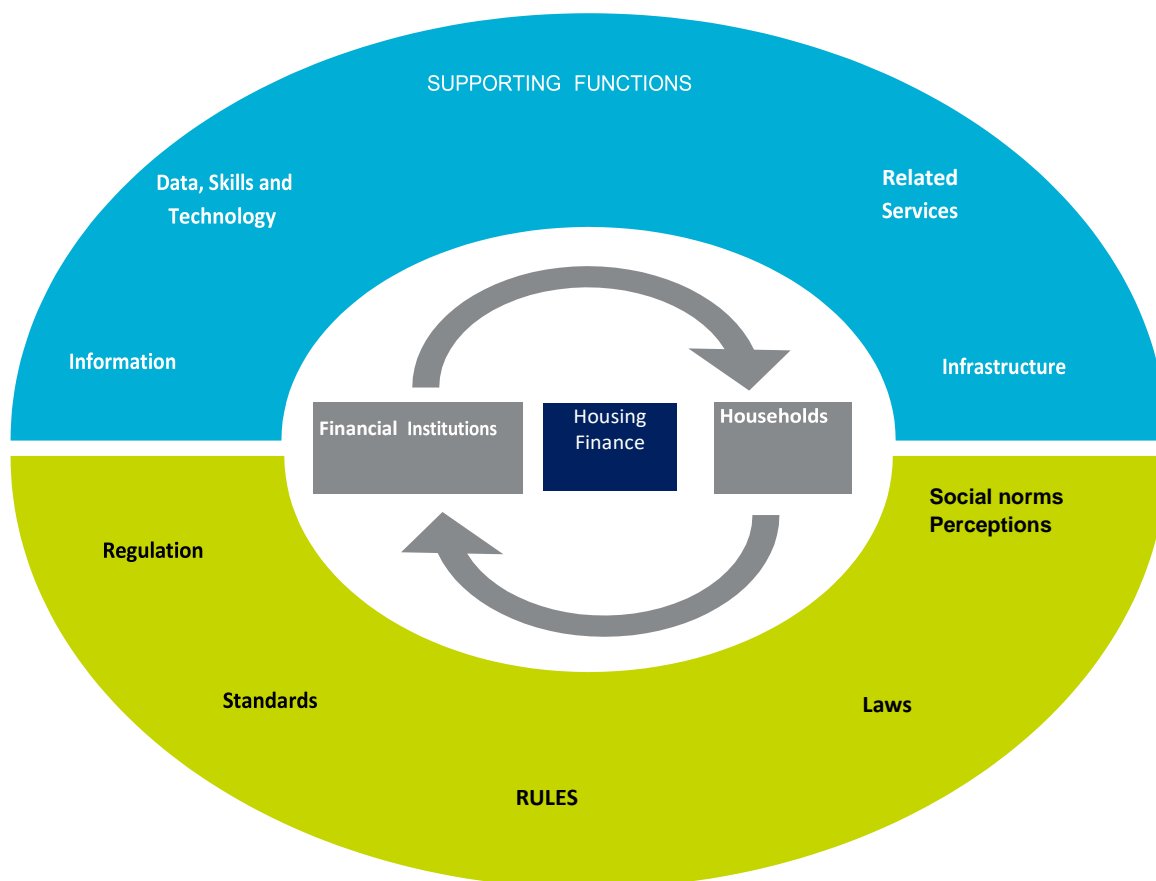 SUPPORTING FUNCTIONS
Data, Skills and
Technology
Related
Services
Information
Infrastructure
Financial Institutions
Housing
Finance
Households
Social norms
Perceptions
Regulation
Standards
Laws
RULES